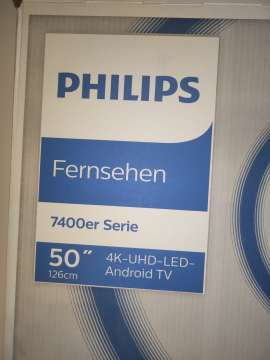 PHILIPS
Fernsehen
7400er Serie
50″ 4K-UHD-LED-
126cm Android TV